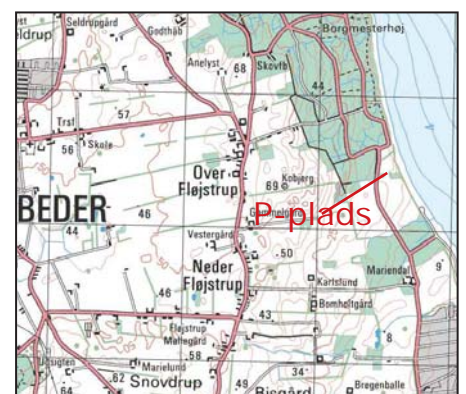 Seldrupgård
Godthåb
Borgmesterhøj
eldrup
Anelyst
68
Skovfb
44
57
Trsf
56
Skole
Over
Fløjstrup
Kobjerg
69
BEDER
46
44
Gammelgård
P-plads
Vestergård
50
Neder
Fløjstrup
Mariendal
9
Karlslund
46
Bomholtgård
43
Fløjstrup
Møllegård
8
58
Marielund
34
62
Snovdrup
64
49
Bisgård
Bregenballe